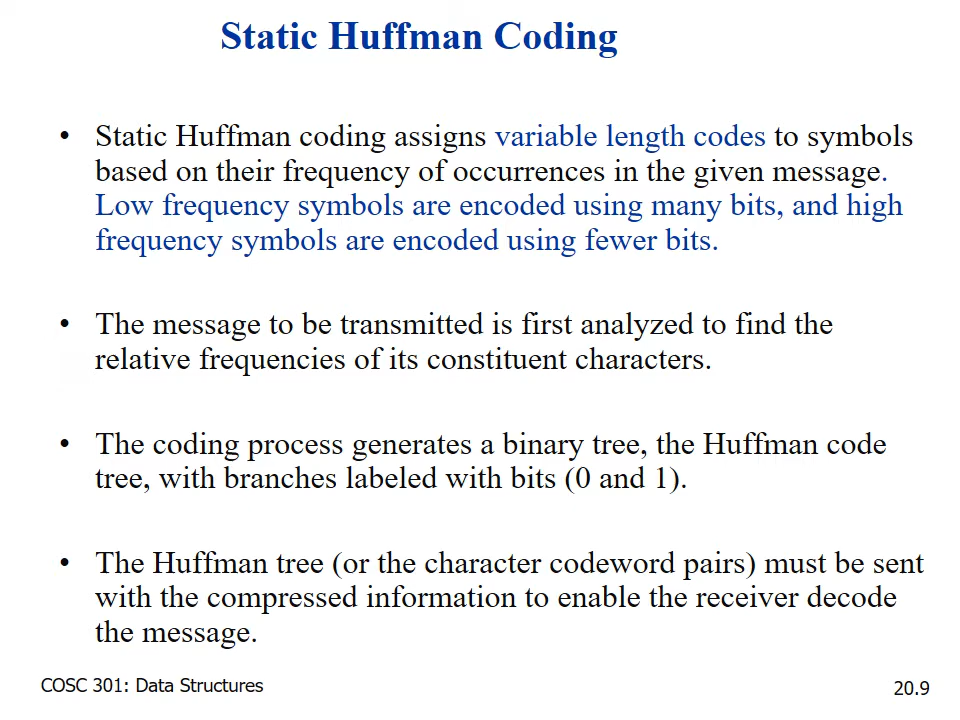 Static Huffman Coding
• Static Huffman coding assigns variable length codes to symbols
based on their frequency of occurrences in the given message.
Low frequency symbols are encoded using many bits, and high
frequency symbols are encoded using fewer bits.
• The message to be transmitted is first analyzed to find the
relative frequencies of its constituent characters.
• The coding process generates a binary tree, the Huffman code
tree, with branches labeled with bits (0 and 1).
• The Huffman tree (or the character codeword pairs) must be sent
with the compressed information to enable the receiver decode
the message.
COSC 301: Data Structures
20.9